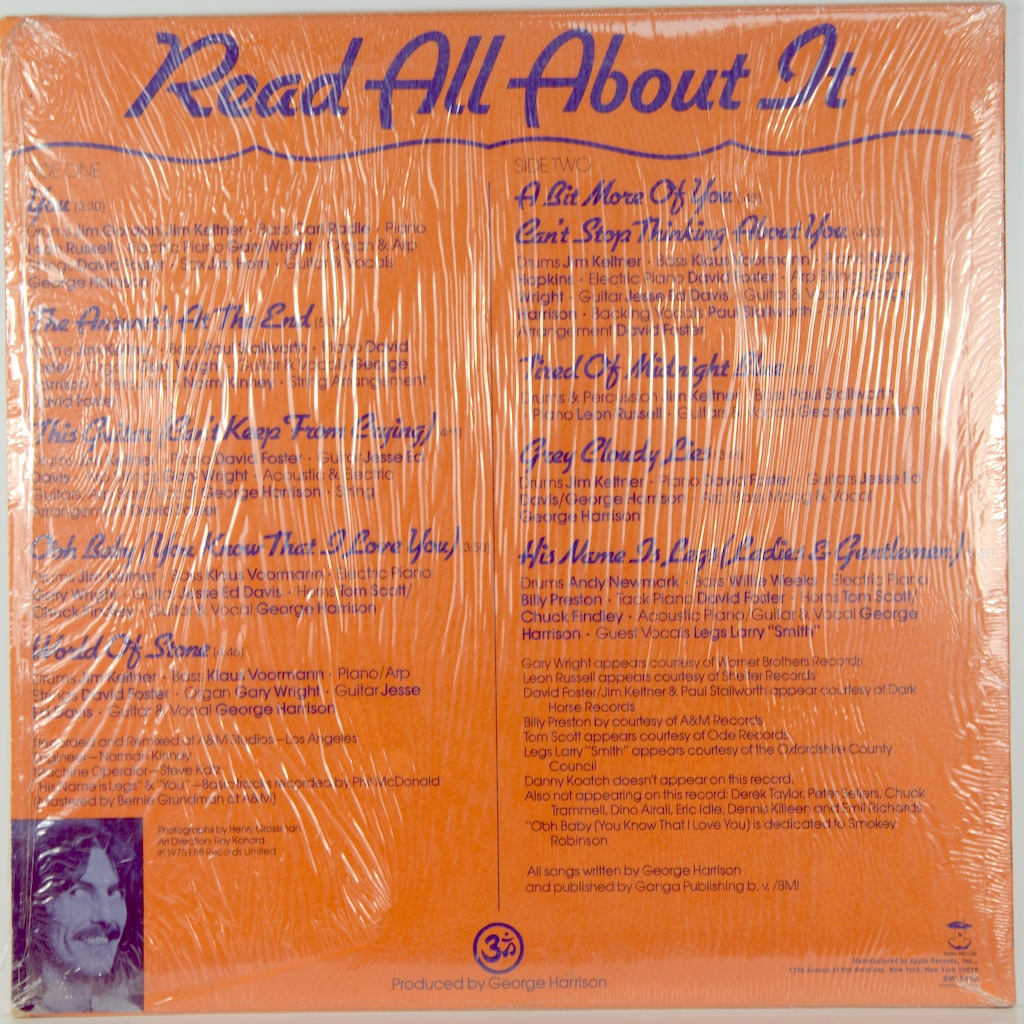 Read All About It
SIDE ONE
You (3:30)
Drums Jim Gordon/Jim Keltner · Bass Carl Radle · Piano
Leon Russell · Electric Piano Gary Wright · Organ & Arp
Strings David Foster · Sax Jim Horn · Guitar & Vocals
George Harrison
The Answer's At The End
Drums Jim Keltner · Bass Paul Stallworth · Piano David
Foster · Organ Gary Wright · Guitar & Vocals George
Harrison · Percussion Norm Kinney · String Arrangement
David Foster
This Guitar (Can't Keep From Crying)
Drums Jim Keltner · Piano David Foster · Guitar Jesse Ed
Davis · Arp Strings Gary Wright · Acoustic & Electric
Guitars, Arp Bass Vocal George Harrison · String
Arrangement David Foster
Ooh Baby (You Know That I Love You) (3:50)
Drums Jim Keltner · Bass Klaus Voormann · Electric Piano
Gary Wright · Guitar Jesse Ed Davis · Horns Tom Scott/
Chuck Findley · Guitar & Vocal George Harrison
World Of Stone (4:46)
Drums Jim Keltner · Bass Klaus Voormann · Piano/Arp
Strings David Foster · Organ Gary Wright · Guitar Jesse
Ed Davis · Guitar & Vocal George Harrison
Recorded and Remixed at A&M Studios—Los Angeles
Engineer—Norman Kinney
Machine Operator—Steve Katz
"His Name is Legs" & "You"—Basic tracks recorded by Phil McDonald
(Mastered by Bernie Grundman at A&M)
Photographs by Henry Grossman
Art Direction: Roy Kohara
℗ 1975 EMI Records Limited
SIDE TWO
A Bit More Of You
Can't Stop Thinking About You
Drums Jim Keltner · Bass Klaus Voormann · Piano Nicky
Hopkins · Electric Piano David Foster · Arp Strings Gary
Wright · Guitar Jesse Ed Davis · Guitar & Vocal George
Harrison · Backing Vocals Paul Stallworth · String
Arrangement David Foster
Tired Of Midnight Blue
Drums & Percussion Jim Keltner · Bass Paul Stallworth
· Piano Leon Russell · Guitars & Vocals George Harrison
Grey Cloudy Lies
Drums Jim Keltner · Piano David Foster · Guitars Jesse Ed
Davis/George Harrison · Arp Bass Moog & Vocal
George Harrison
His Name Is Legs (Ladies & Gentlemen)
Drums Andy Newmark · Bass Willie Weeks · Electric Piano
Billy Preston · Tack Piano David Foster · Horns Tom Scott/
Chuck Findley · Acoustic Piano/Guitar & Vocal George
Harrison · Guest Vocals Legs Larry "Smith"
Gary Wright appears courtesy of Warner Brothers Records
Leon Russell appears courtesy of Shelter Records
David Foster/Jim Keltner & Paul Stallworth appear courtesy of Dark
Horse Records
Billy Preston by courtesy of A&M Records
Tom Scott appears courtesy of Ode Records
Legs Larry "Smith" appears courtesy of the Oxfordshire County
Council
Danny Kootch doesn't appear on this record.
Also not appearing on this record: Derek Taylor, Peter Sellers, Chuck
Trammell, Dino Airali, Eric Idle, Dennis Killeen and Emil Richards
"Ooh Baby (You Know That I Love You) is dedicated to Smokey
Robinson
All songs written by George Harrison
and published by Ganga Publishing b. v. /BMI
ॐ
Produced by George Harrison
Manufactured by Apple Records, Inc.,
1370 Avenue of the Americas, New York, New York 10019
SW-3420